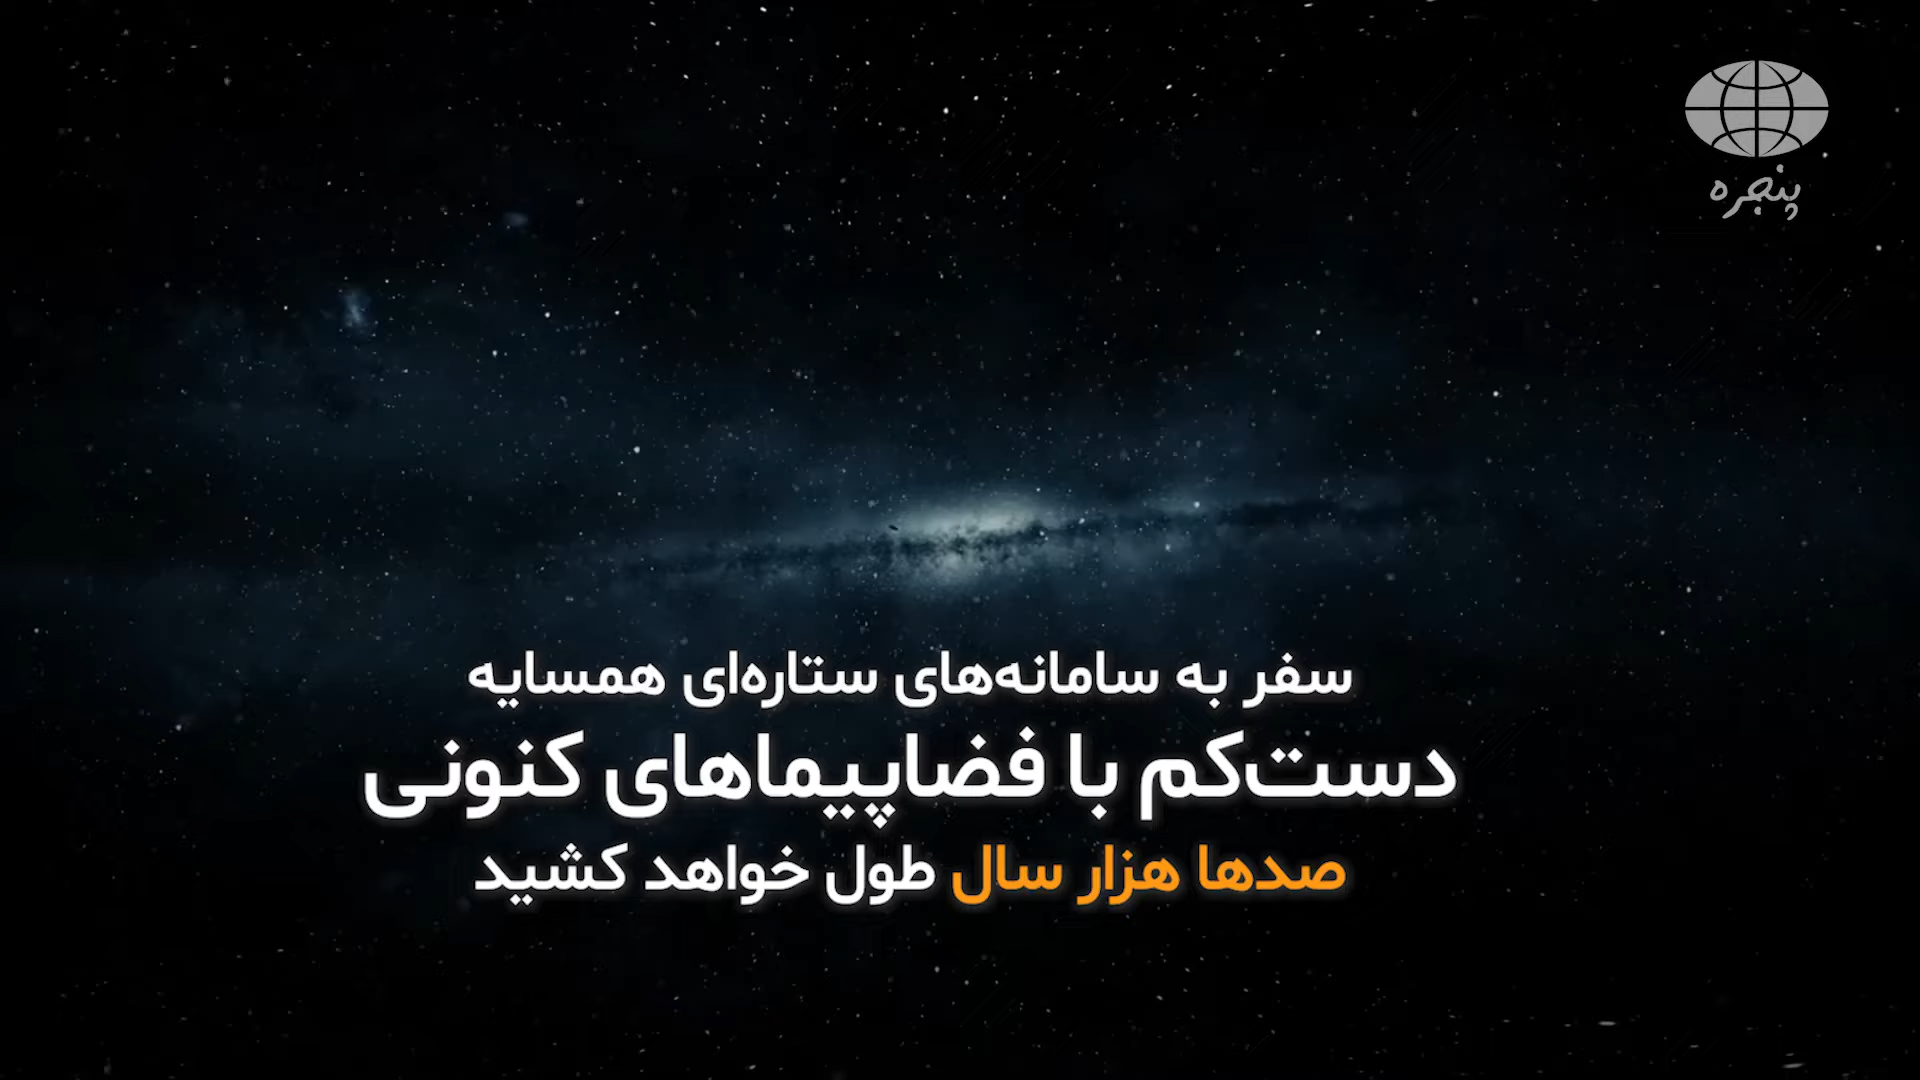 پنجره
سفر به سامانه‌های ستاره‌ای همسایه
دست‌کم با فضاپیماهای کنونی
صدها هزار سال طول خواهد کشید